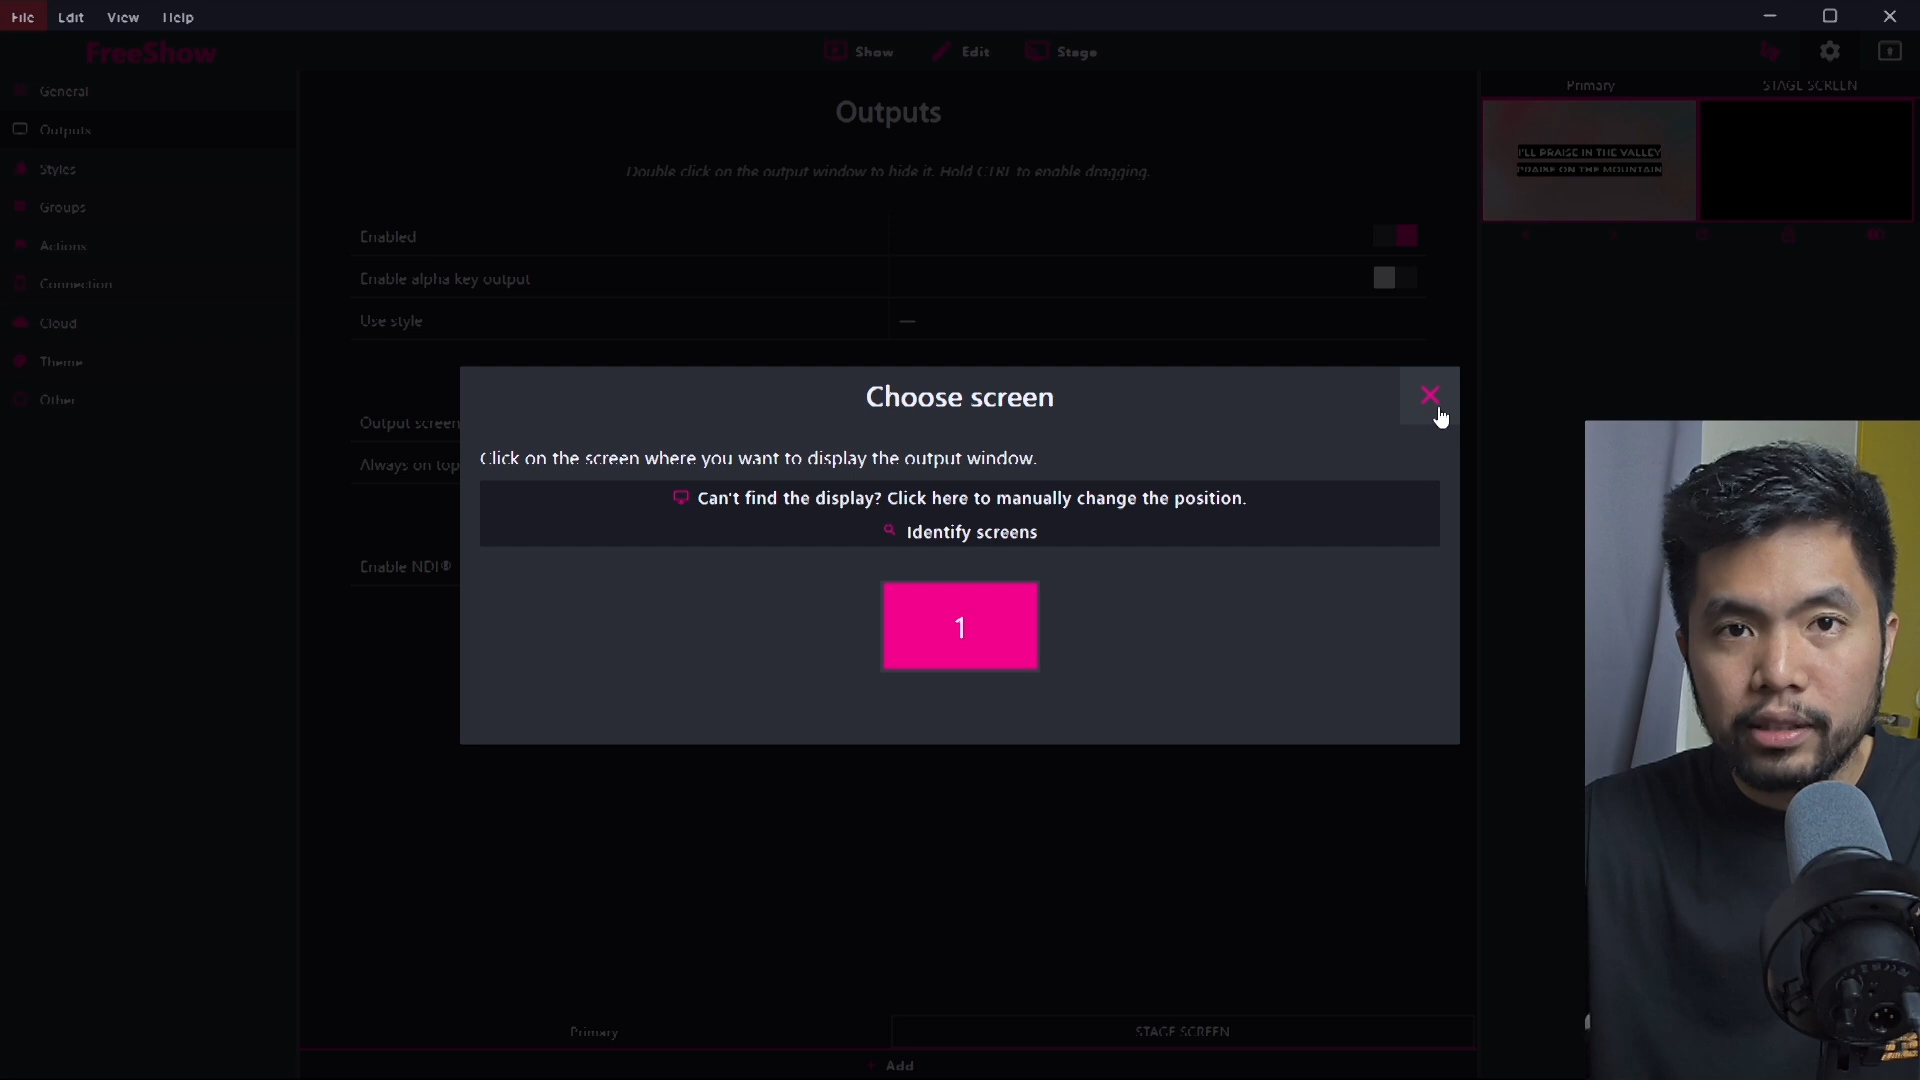 File Edit View Help
FreeShow
Show Edit Stage
General
Outputs
Styles
Groups
Actions
Connection
Cloud
Theme
Other
Outputs
Double click on the output window to hide it. Hold CTRL to enable dragging.
Enabled
Enable alpha key output
Use style —
Output screen
Always on top
Enable NDI®
Choose screen
Click on the screen where you want to display the output window.
Can't find the display? Click here to manually change the position.
Identify screens
1
Primary STAGE SCREEN
I'LL PRAISE IN THE VALLEY
PRAISE ON THE MOUNTAIN
Primary STAGE SCREEN
+ Add